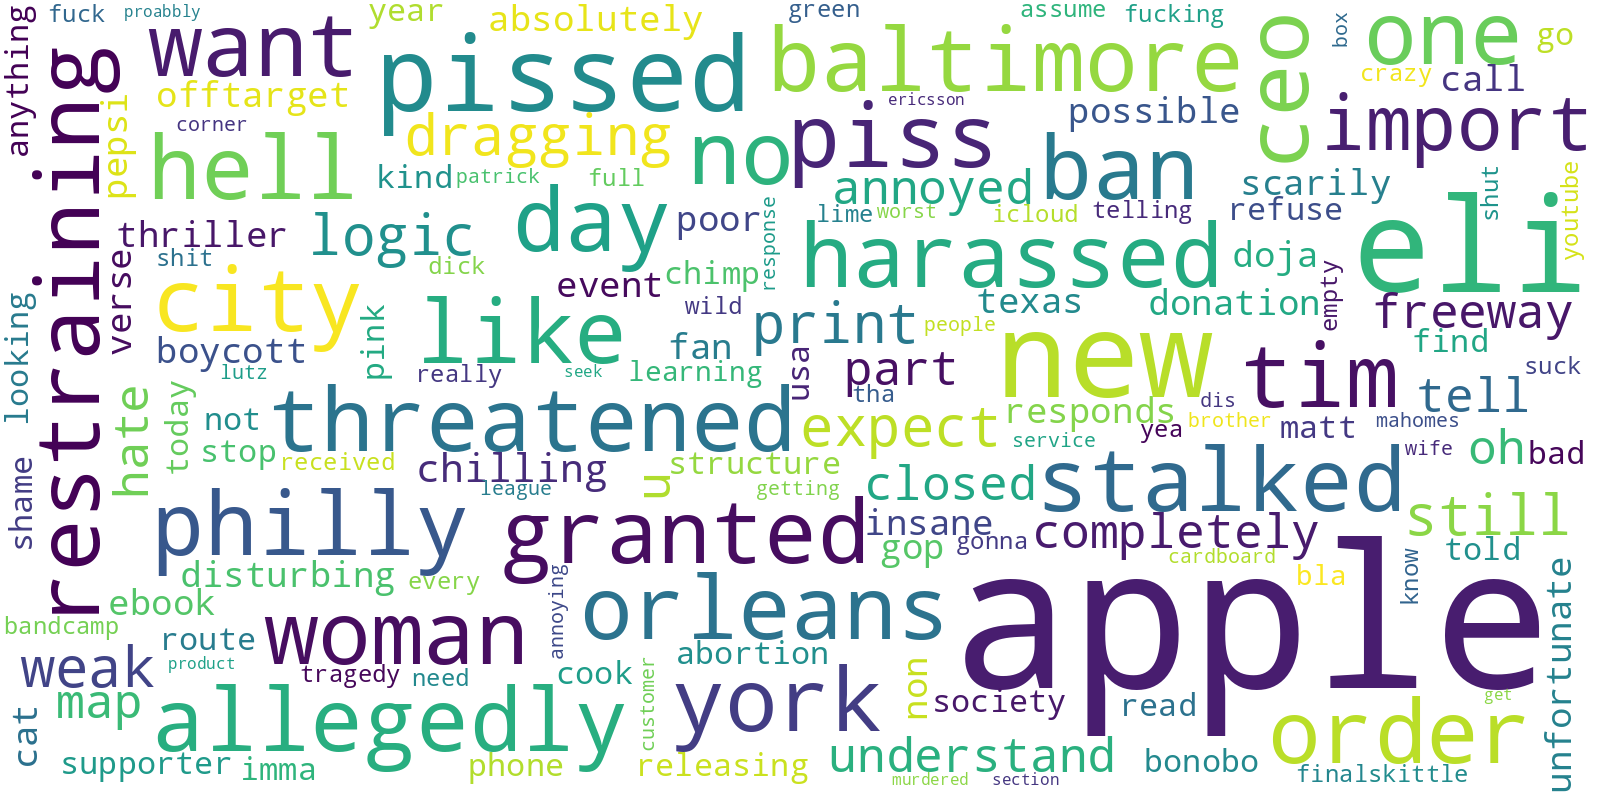 fuck
proabbly
year
absolutely
green
assume
fucking
box
one
go
anything
restraining
want
pissed
baltimore
ceo
crazy
call
pepsi
offtarget
corner
hell
dragging
no
piss
ericsson
possible
import
ban
kind
patrick
full
annoyed
scarily
shut
youtube
eli
thriller
logic
day
poor
response
lime
worst
icloud
telling
refuse
verse
shit
dick
harassed
doja
looking
city
event
chimp
wild
texas
donation
empty
freeway
boycott
pink
like
fan
print
people
new
find
lutz
really
seek
learning
usa
part
tim
suck
hate
today
not
threatened
tha
expect
responds
dis
brother
tell
matt
mahomes
stop
received
chilling
u
structure
service
yea
wife
oh
bad
shame
league
getting
closed
stalked
still
philly
granted
insane
gop
gonna
completely
cardboard
told
disturbing
every
annoying
bla
know
unfortunate
ebook
bandcamp
route
product
woman
orleans
apple
weak
tragedy
need
cook
abortion
customer
map
allegedly
york
non
society
read
get
order
cat
supporter
imma
phone
releasing
understand
murdered
section
bonobo
finalskittle